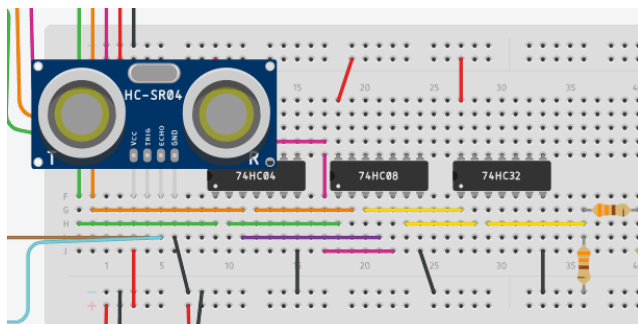 15 20 25 30 35
HC-SR04
VCC TRIG ECHO GND
T R
74HC04 74HC08 74HC32
F
G
H
J
1 5 10 15 20 25 30 35
−
+